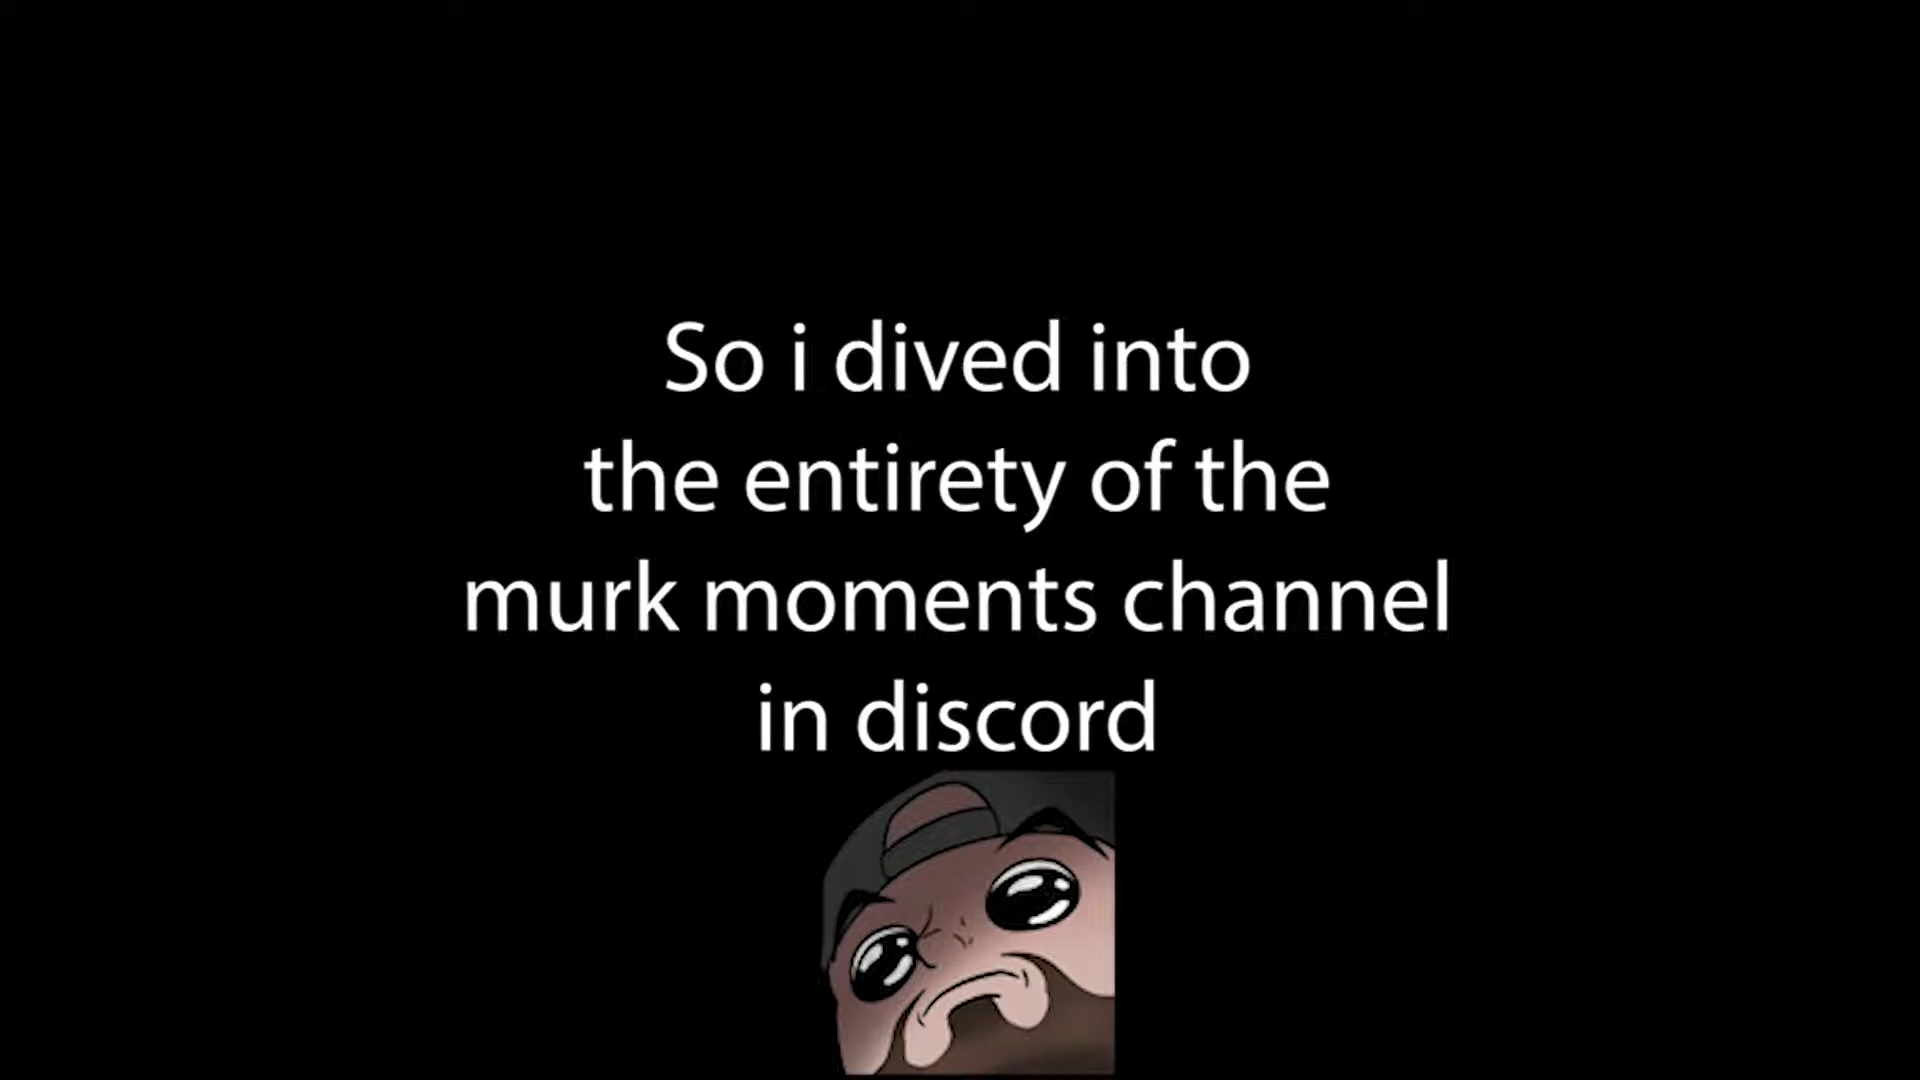 So i dived into
the entirety of the
murk moments channel
in discord